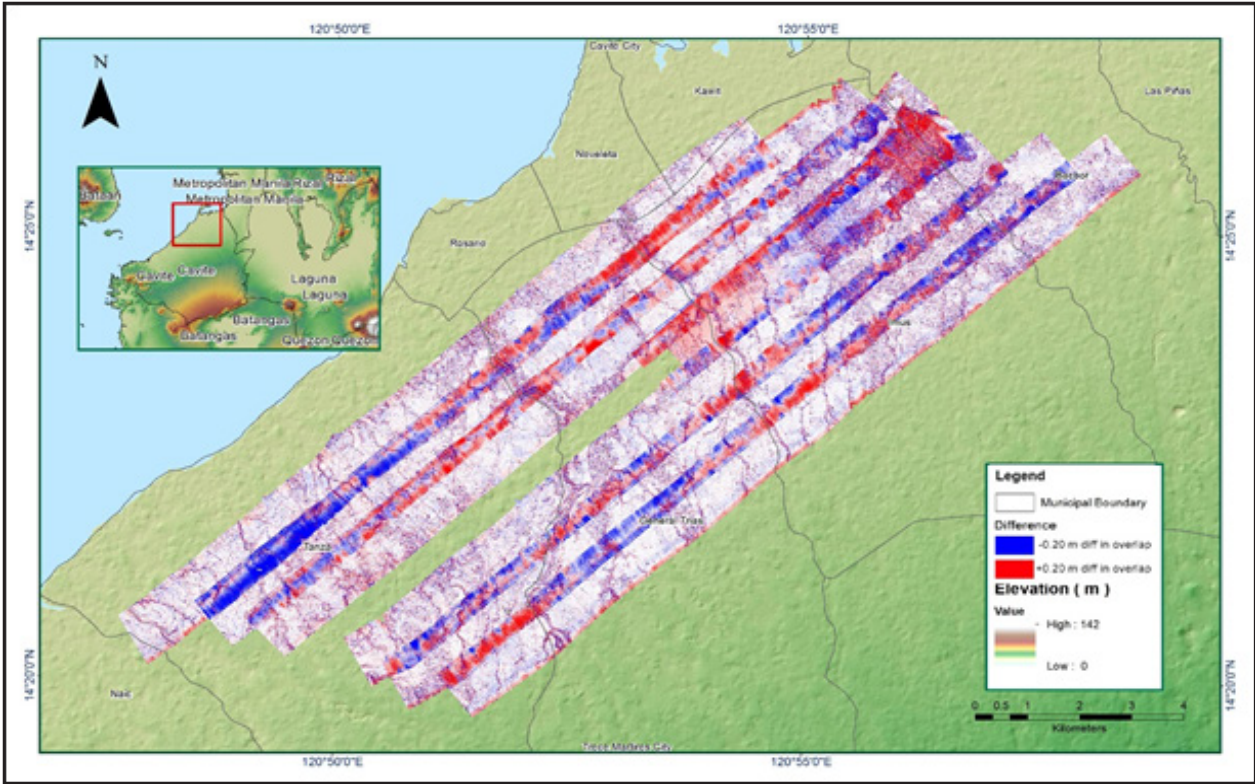 120°50'0"E
120°55'0"E
Cavite City
N
Kawit
Las Piñas
Noveleta
Metropolitan Manila Rizal Rizal
Bataan
Metropolitan Manila
Bacoor
14°25'0"N
14°25'0"N
Rosario
Cavite Cavite
Laguna
Laguna
Batangas
Batangas
Quezon Quezon
Imus
Legend
Municipal Boundary
Difference
General Trias
-0.20 m diff in overlap
Tanza
+0.20 m diff in overlap
Elevation ( m )
Value
High : 142
Low : 0
14°20'0"N
14°20'0"N
Naic
0 0.5 1 2 3 4
Kilometers
Trece Martires City
120°50'0"E
120°55'0"E